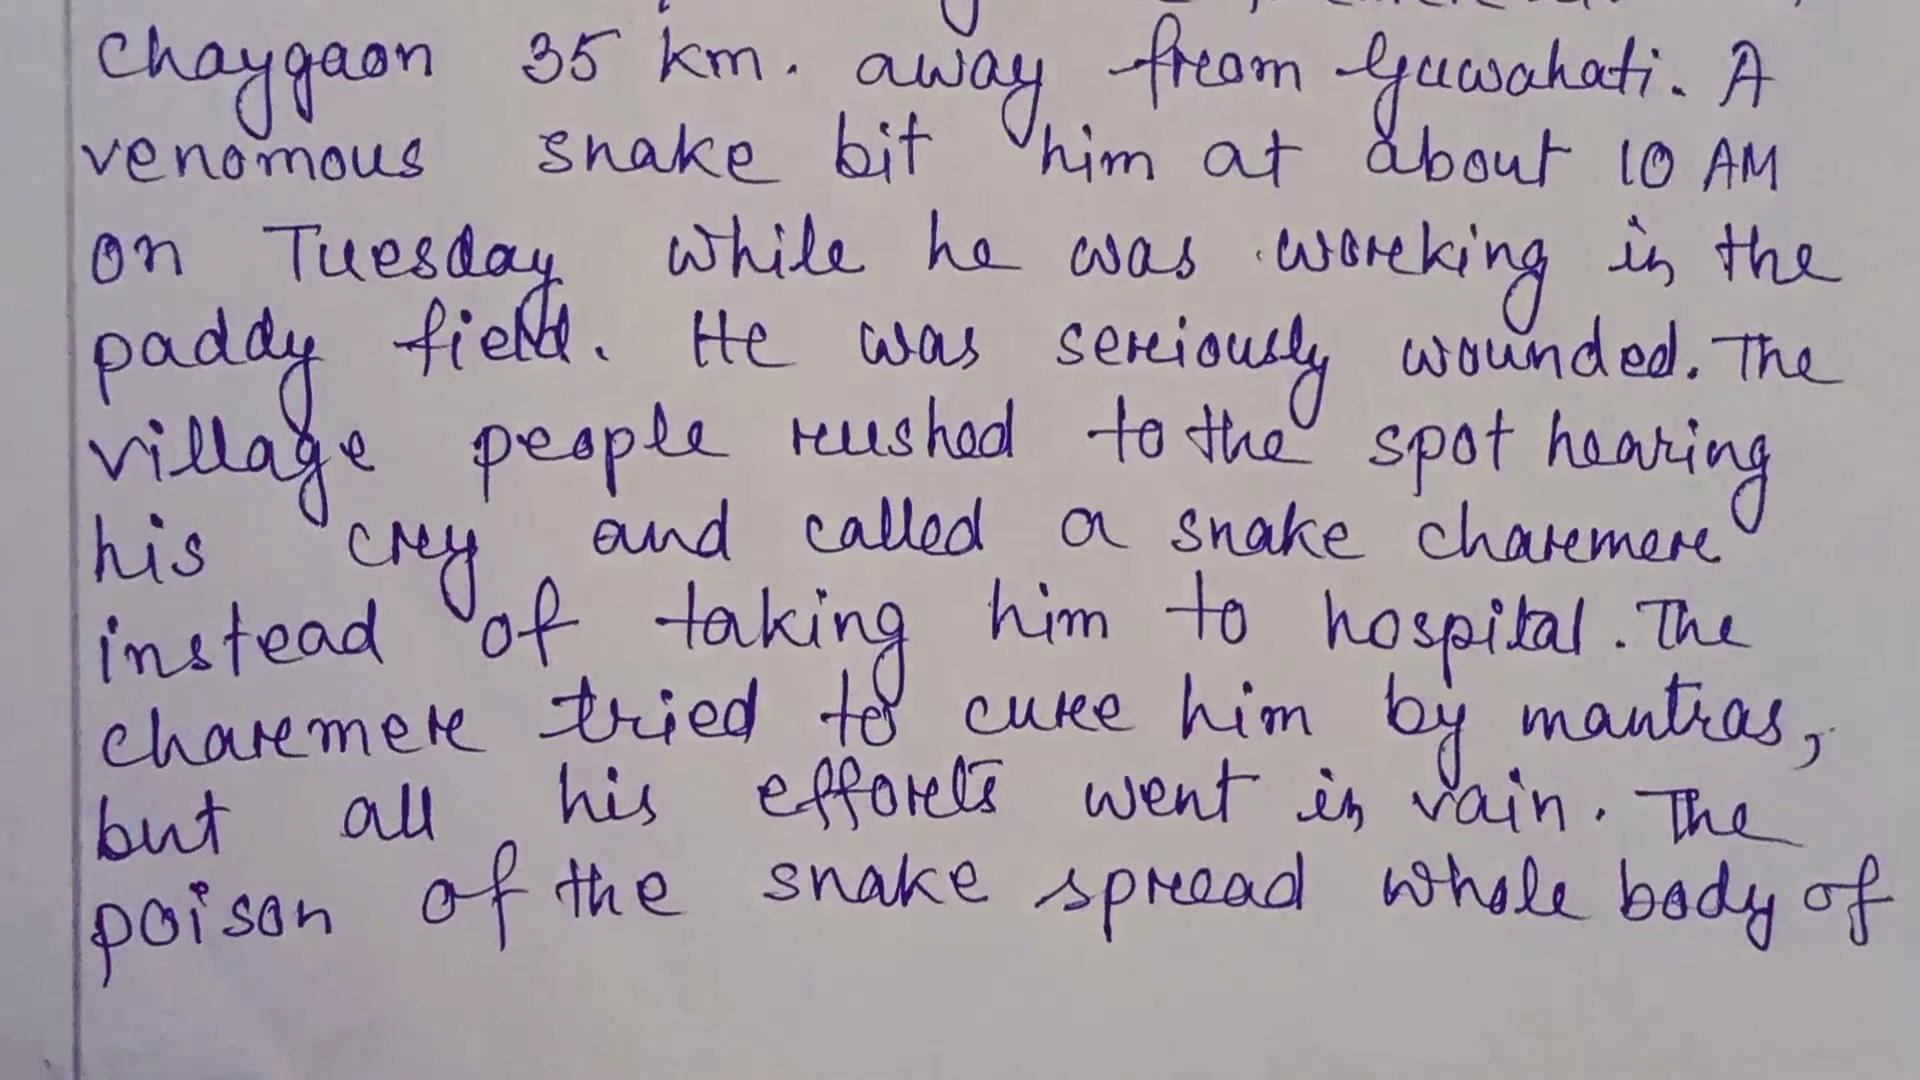 Chaygaon 35 km. away from Guwahati. A
venomous snake bit him at about 10 AM
on Tuesday while he was working in the
paddy field. He was seriously wounded. The
village people rushed to the spot hearing
his cry and called a snake charmer
instead of taking him to hospital. The
charmer tried to cure him by mantras,
but all his efforts went in vain. The
poison of the snake spread whole body of